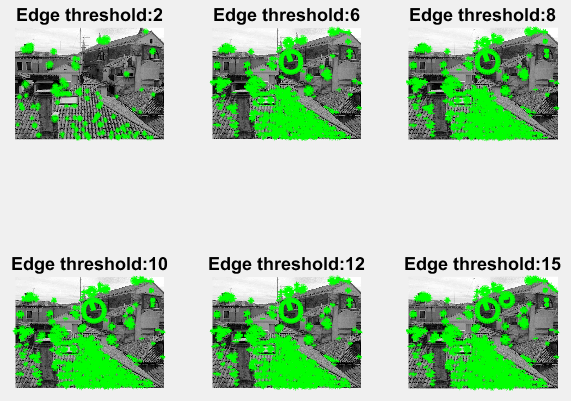 Edge threshold:2
Edge threshold:6
Edge threshold:8
Edge threshold:10
Edge threshold:12
Edge threshold:15